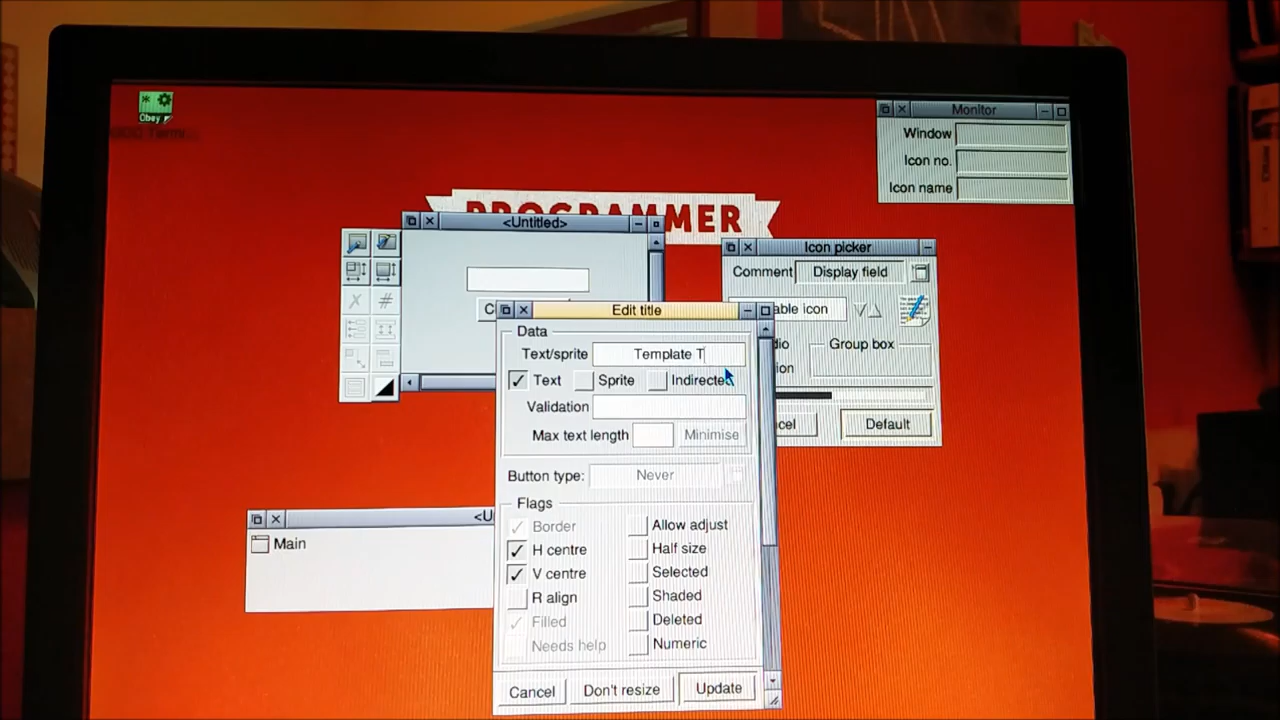 Obey
Monitor
Window
Icon no.
Icon name
PROGRAMMER
<Untitled>
Icon picker
Comment
Display field
able icon
Group box
Default
Edit title
Data
Text/sprite
Template T
Text
Sprite
Indirected
Validation
Max text length
Minimise
Button type:
Never
Flags
Border
Allow adjust
H centre
Half size
V centre
Selected
R align
Shaded
Filled
Deleted
Needs help
Numeric
Cancel
Don't resize
Update
<U
Main